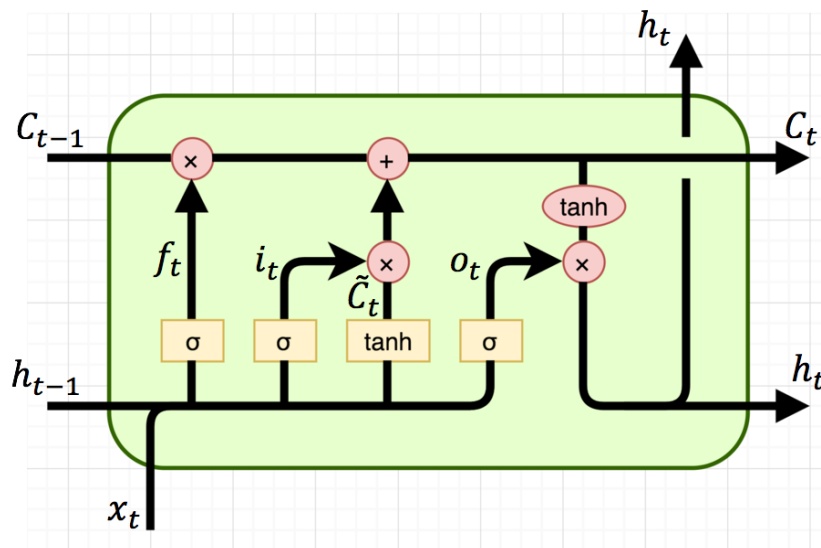 h_t
C_{t-1}
×
+
C_t
tanh
f_t
i_t
×
o_t
×
C̃_t
σ
σ
tanh
σ
h_{t-1}
h_t
x_t